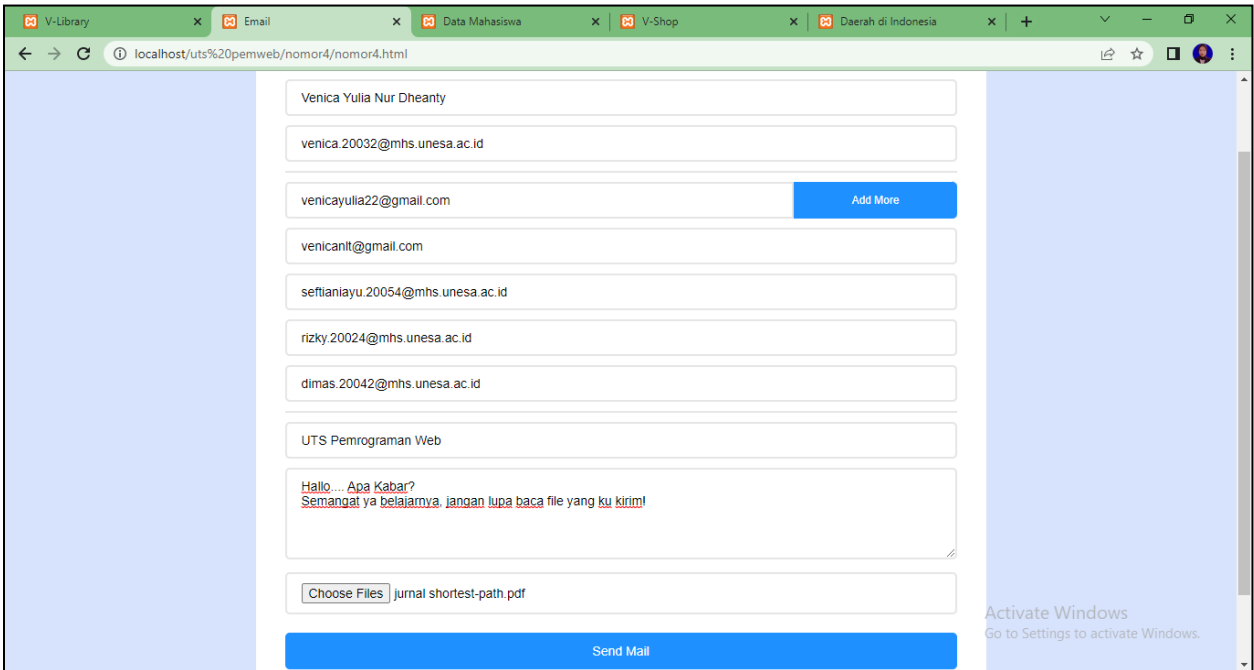 V-Library
Email
Data Mahasiswa
V-Shop
Daerah di Indonesia
localhost/uts%20pemweb/nomor4/nomor4.html
Venica Yulia Nur Dheanty
venica.20032@mhs.unesa.ac.id
venicayulia22@gmail.com
Add More
venicanlt@gmail.com
seftianiayu.20054@mhs.unesa.ac.id
rizky.20024@mhs.unesa.ac.id
dimas.20042@mhs.unesa.ac.id
UTS Pemrograman Web
Hallo.... Apa Kabar?
Semangat ya belajarnya, jangan lupa baca file yang ku kirim!
Choose Files jurnal shortest-path.pdf
Send Mail
Activate Windows
Go to Settings to activate Windows.